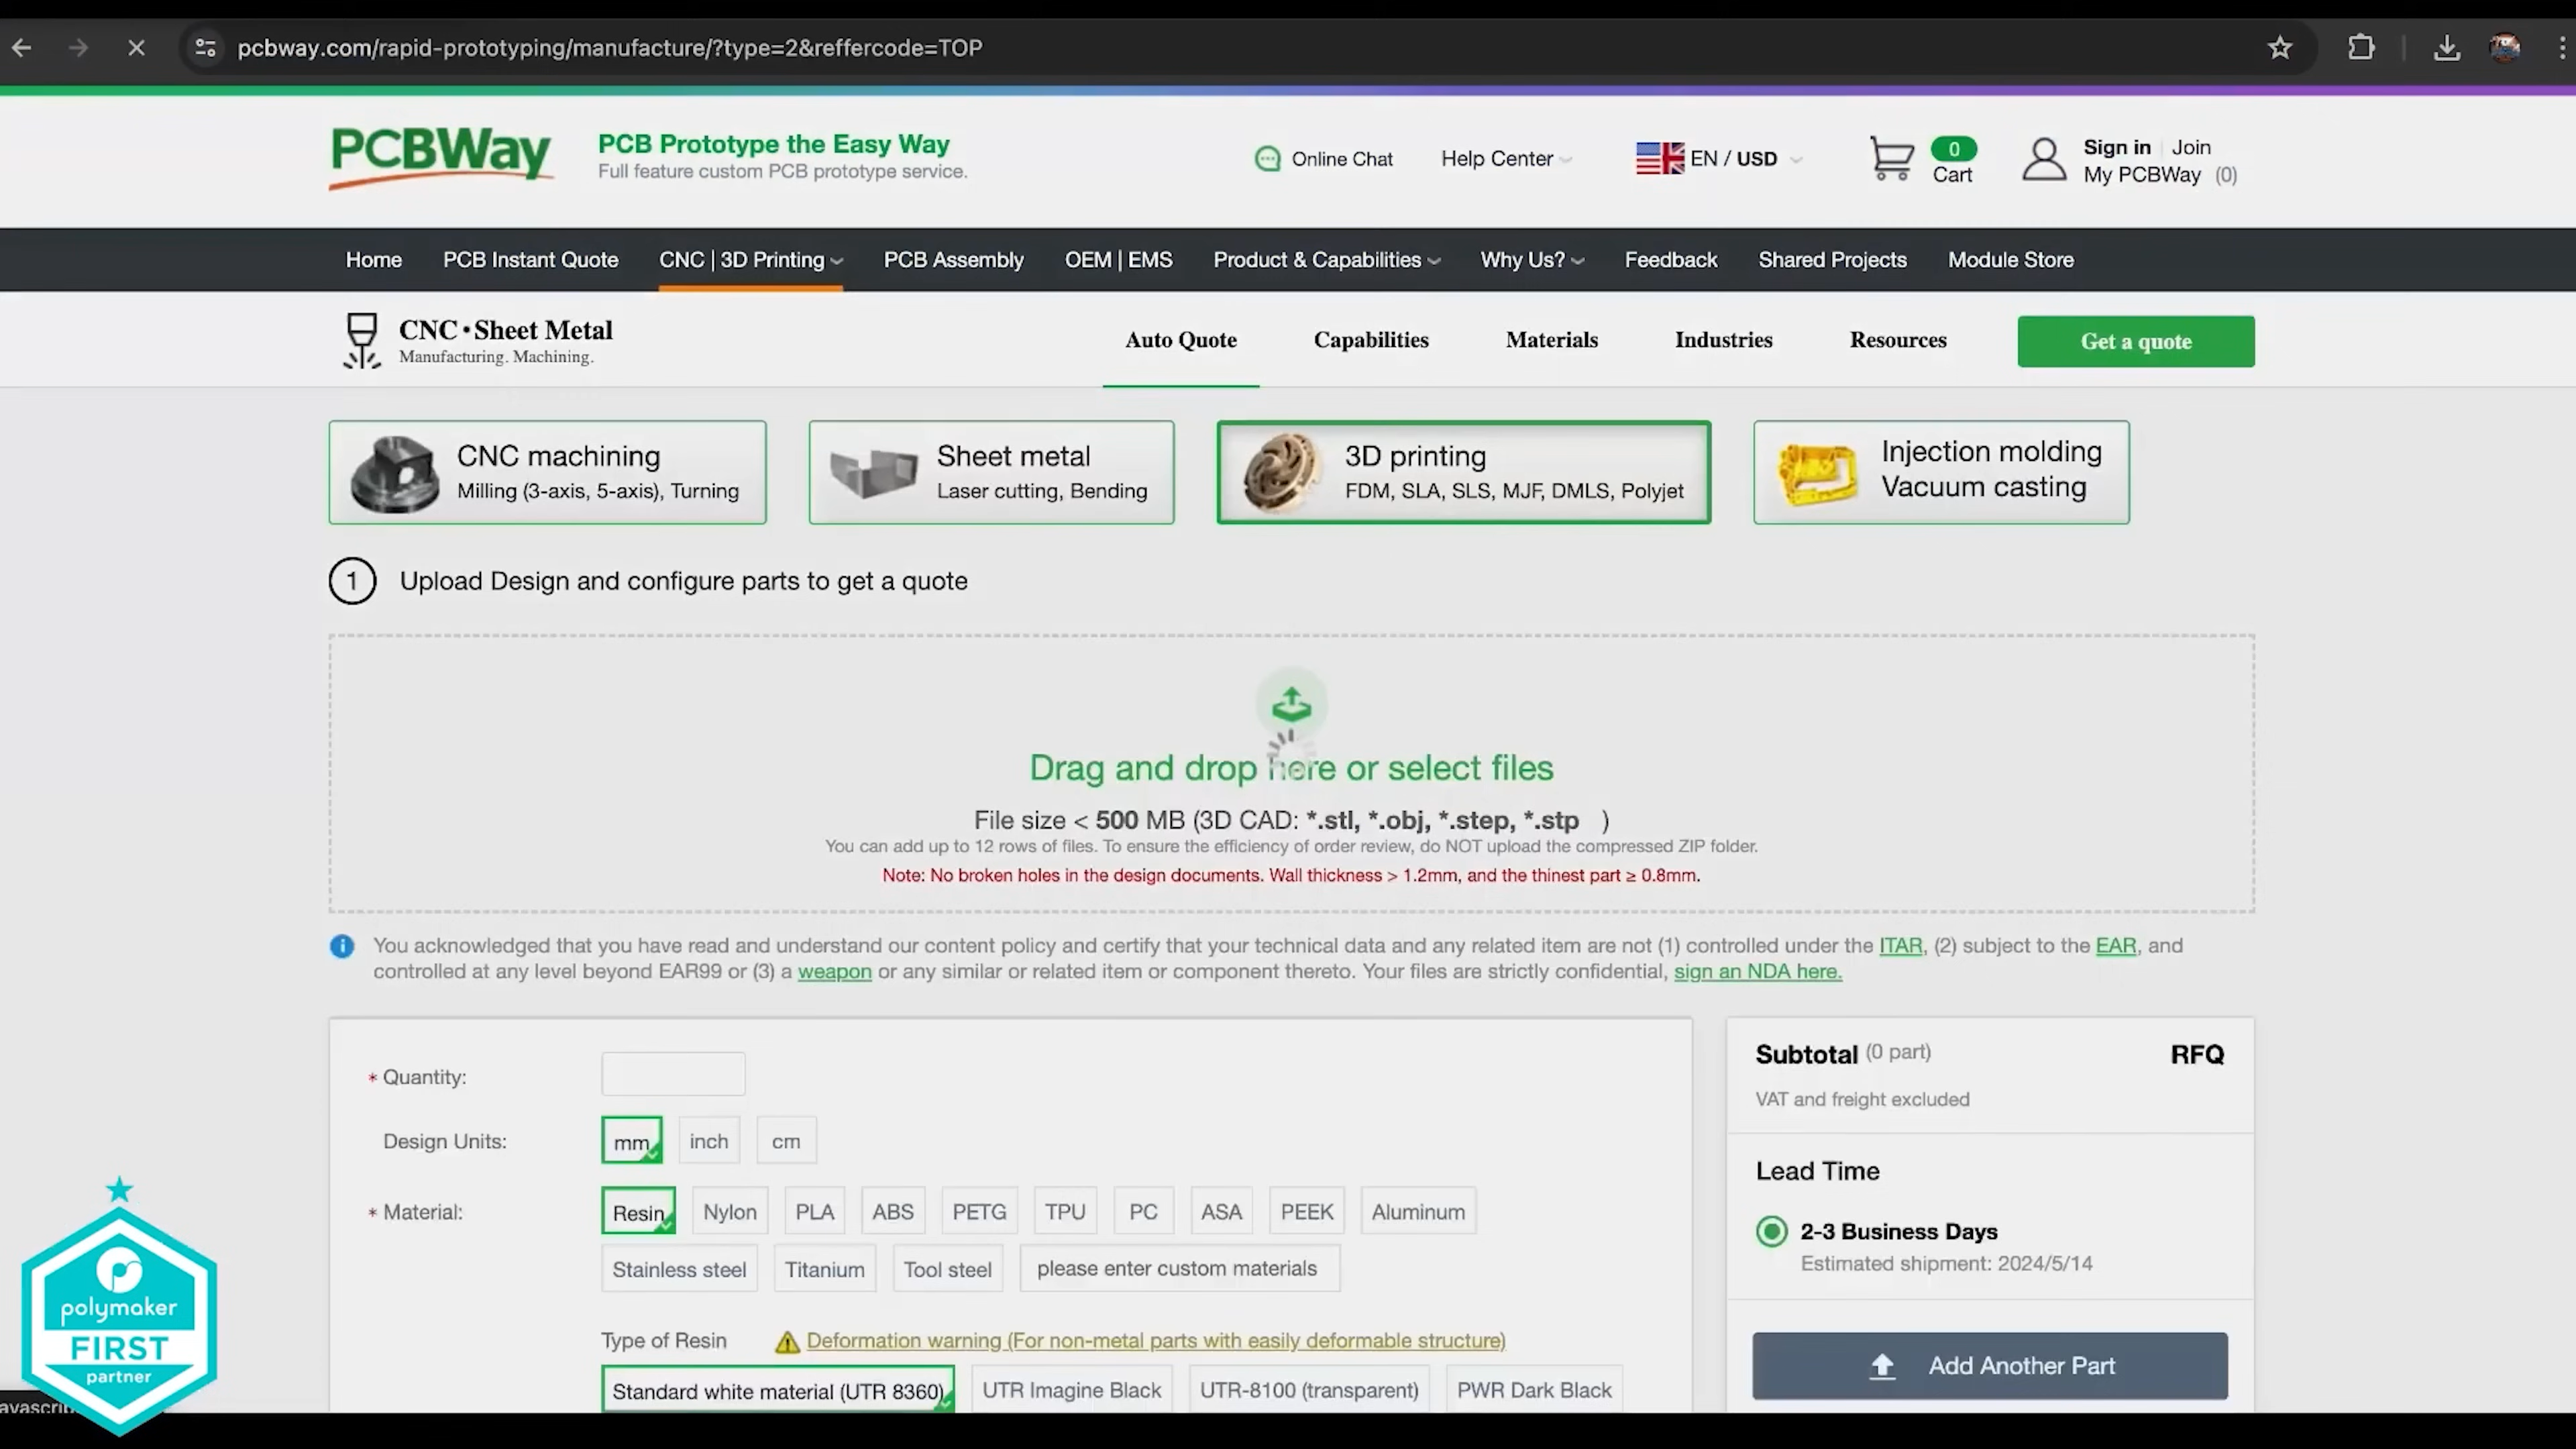 pcbway.com/rapid-prototyping/manufacture/?type=2&reffercode=TOP
PCBWay
PCB Prototype the Easy Way
Full feature custom PCB prototype service.
Online Chat
Help Center
EN / USD
0
Cart
Sign in Join
My PCBWay (0)
Home PCB Instant Quote CNC | 3D Printing PCB Assembly OEM | EMS Product & Capabilities Why Us? Feedback Shared Projects Module Store
CNC • Sheet Metal
Manufacturing. Machining.
Auto Quote Capabilities Materials Industries Resources Get a quote
CNC machining
Milling (3-axis, 5-axis), Turning
Sheet metal
Laser cutting, Bending
3D printing
FDM, SLA, SLS, MJF, DMLS, Polyjet
Injection molding
Vacuum casting
1 Upload Design and configure parts to get a quote
Drag and drop here or select files
File size < 500 MB (3D CAD: *.stl, *.obj, *.step, *.stp )
You can add up to 12 rows of files. To ensure the efficiency of order review, do NOT upload the compressed ZIP folder.
Note: No broken holes in the design documents. Wall thickness > 1.2mm, and the thinest part ≥ 0.8mm.
You acknowledged that you have read and understand our content policy and certify that your technical data and any related item are not (1) controlled under the ITAR, (2) subject to the EAR, and
controlled at any level beyond EAR99 or (3) a weapon or any similar or related item or component thereto. Your files are strictly confidential, sign an NDA here.
* Quantity:
Design Units: mm inch cm
* Material: Resin Nylon PLA ABS PETG TPU PC ASA PEEK Aluminum
Stainless steel Titanium Tool steel please enter custom materials
Type of Resin Deformation warning (For non-metal parts with easily deformable structure)
Standard white material (UTR 8360) UTR Imagine Black UTR-8100 (transparent) PWR Dark Black
Subtotal (0 part) RFQ
VAT and freight excluded
Lead Time
2-3 Business Days
Estimated shipment: 2024/5/14
Add Another Part
polymaker
FIRST
partner